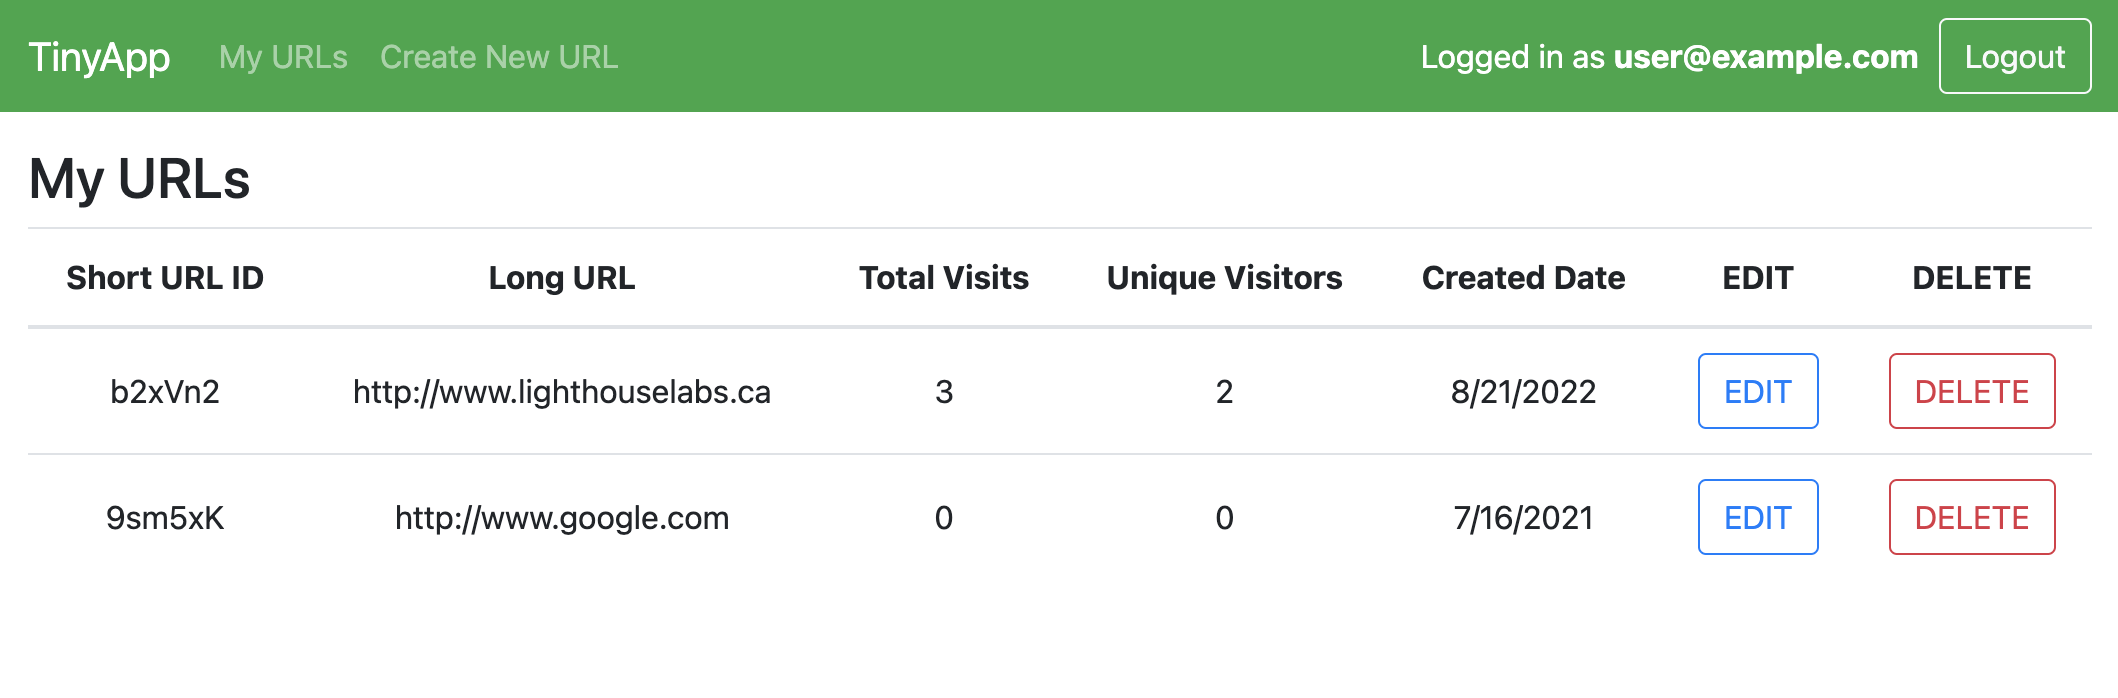 TinyApp My URLs Create New URL Logged in as user@example.com Logout
My URLs
Short URL ID Long URL Total Visits Unique Visitors Created Date EDIT DELETE
b2xVn2 http://www.lighthouselabs.ca 3 2 8/21/2022 EDIT DELETE
9sm5xK http://www.google.com 0 0 7/16/2021 EDIT DELETE